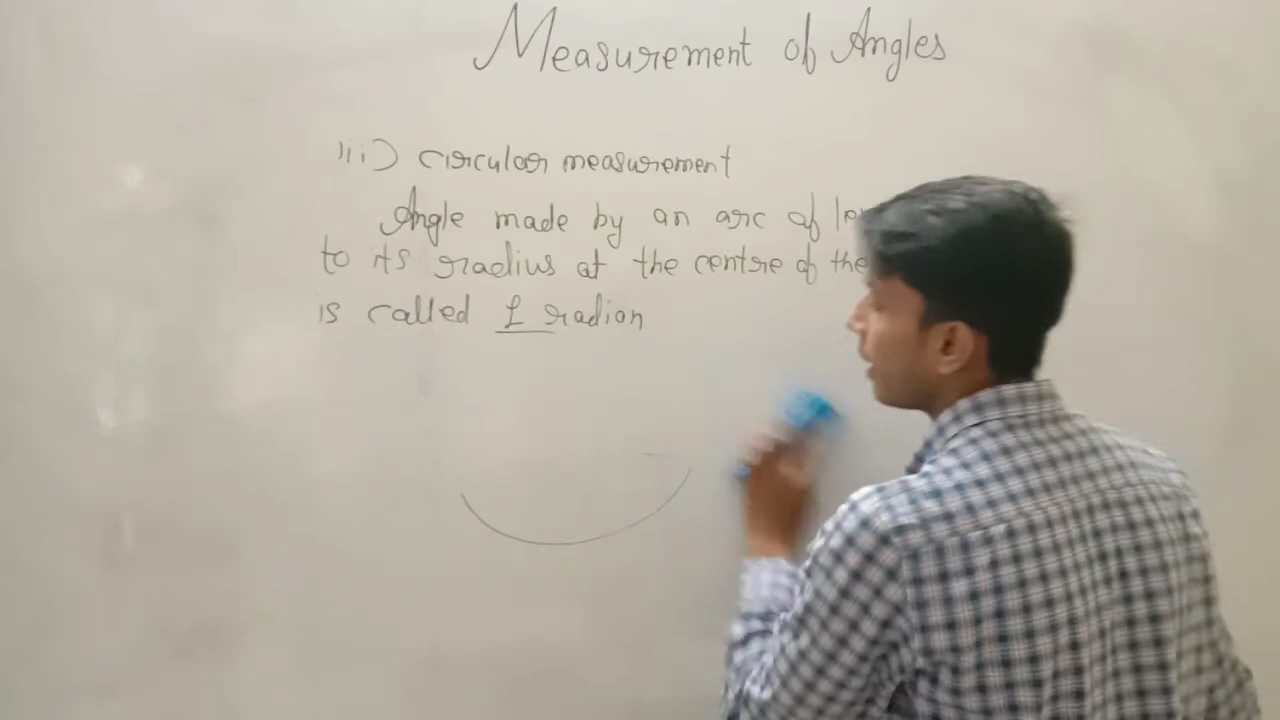 Measurement of Angles
iii) circular measurement
Angle made by an arc of
to its radius at the centre of the
is called 1 radian